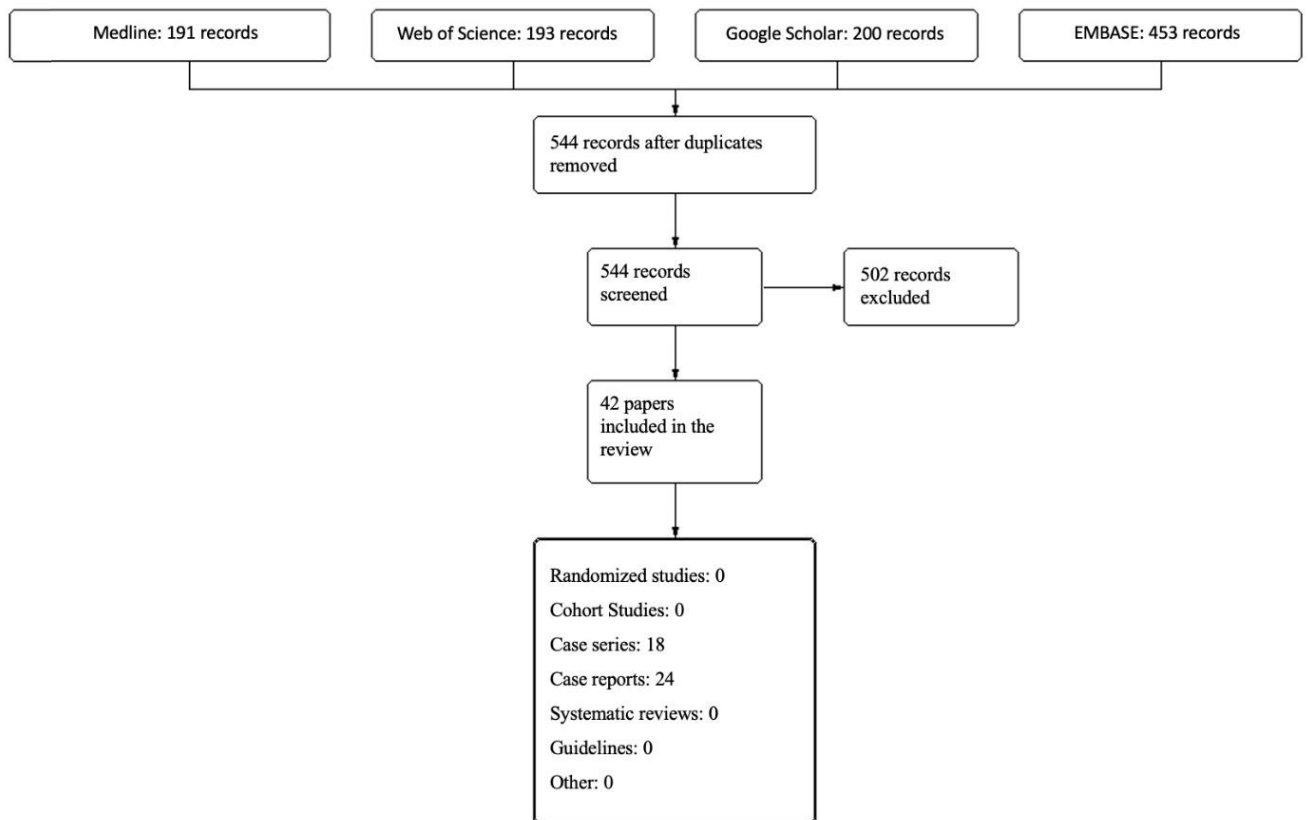 Medline: 191 records
Web of Science: 193 records
Google Scholar: 200 records
EMBASE: 453 records
544 records after duplicates
removed
544 records
screened
502 records
excluded
42 papers
included in the
review
Randomized studies: 0
Cohort Studies: 0
Case series: 18
Case reports: 24
Systematic reviews: 0
Guidelines: 0
Other: 0